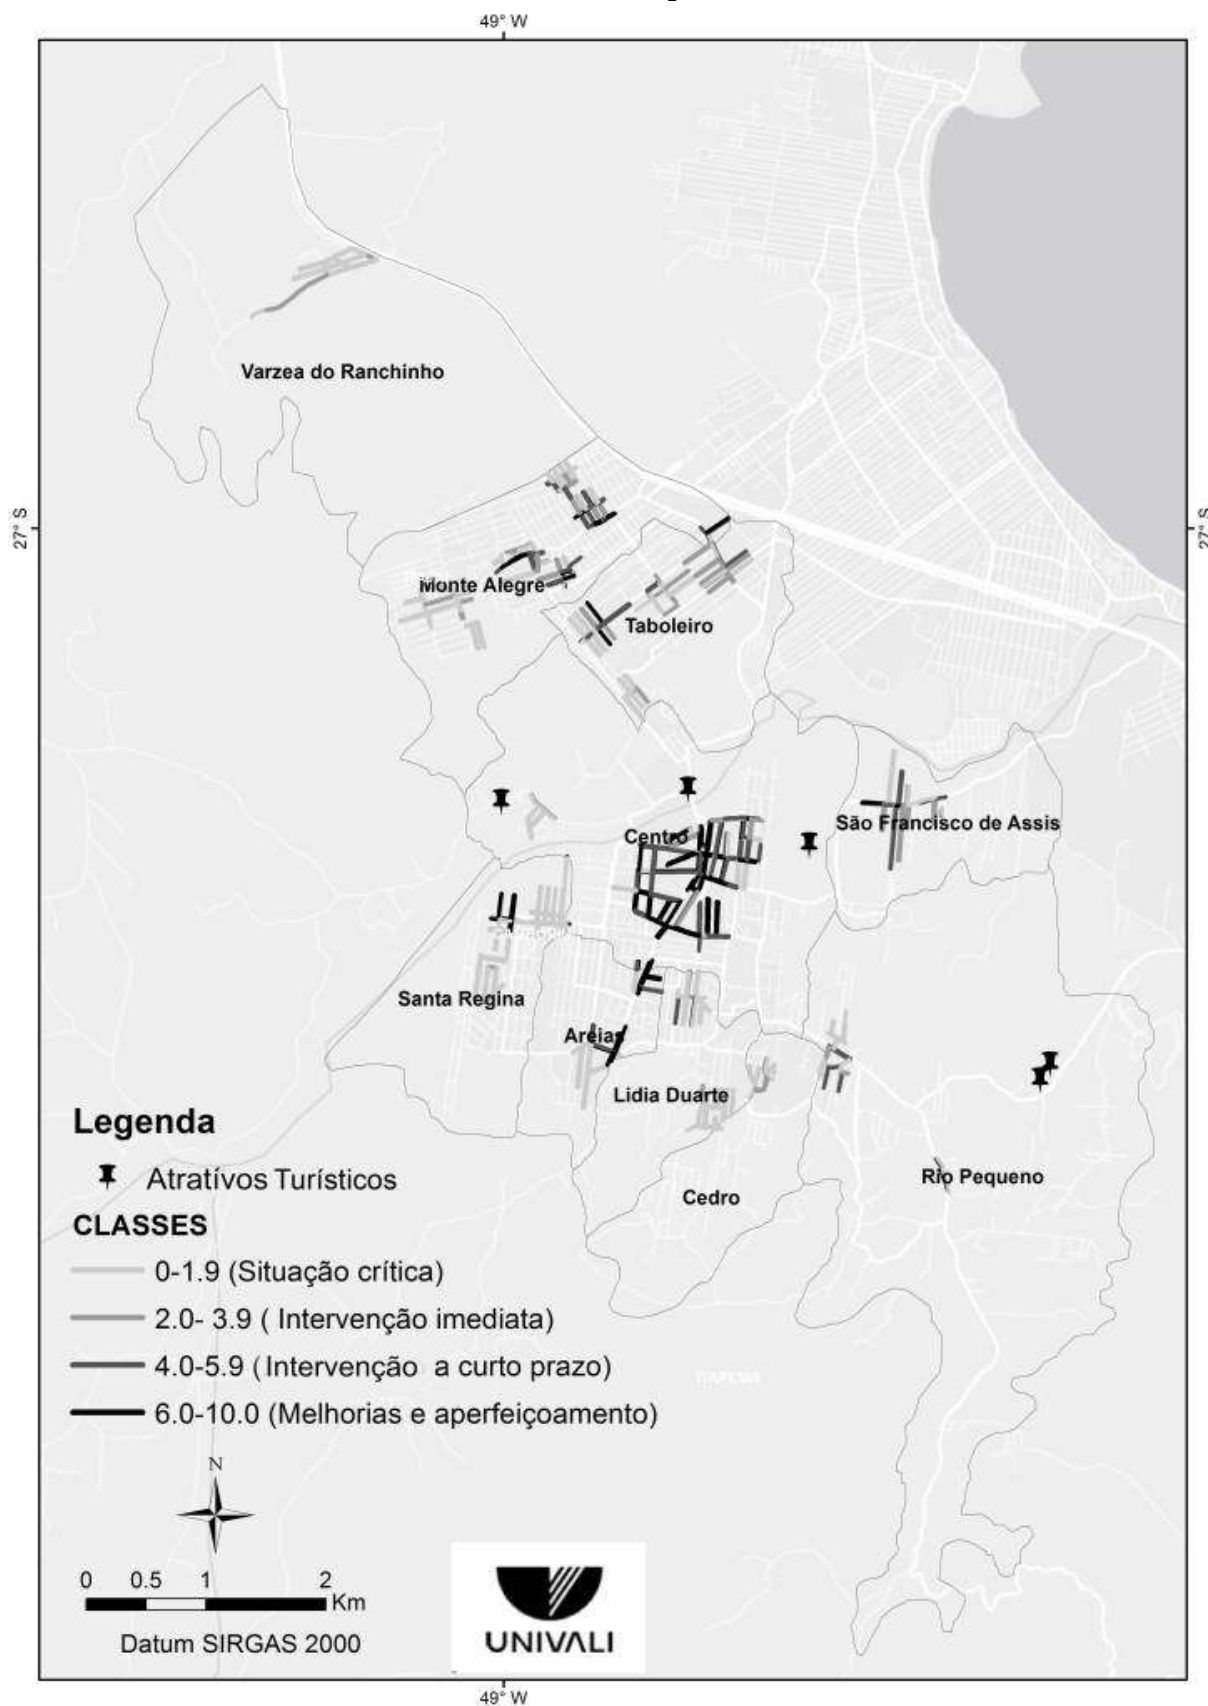 49° W
27° S
27° S
Varzea do Ranchinho
Monte Alegre
Taboleiro
Centro
São Francisco de Assis
Santa Regina
Areias
Lidia Duarte
Rio Pequeno
Cedro
Legenda
Atratívos Turísticos
CLASSES
0-1.9 (Situação crítica)
2.0- 3.9 ( Intervenção imediata)
4.0-5.9 (Intervenção a curto prazo)
6.0-10.0 (Melhorias e aperfeiçoamento)
ITAPEMA
N
0 0.5 1 2
Km
Datum SIRGAS 2000
UNIVALI
49° W